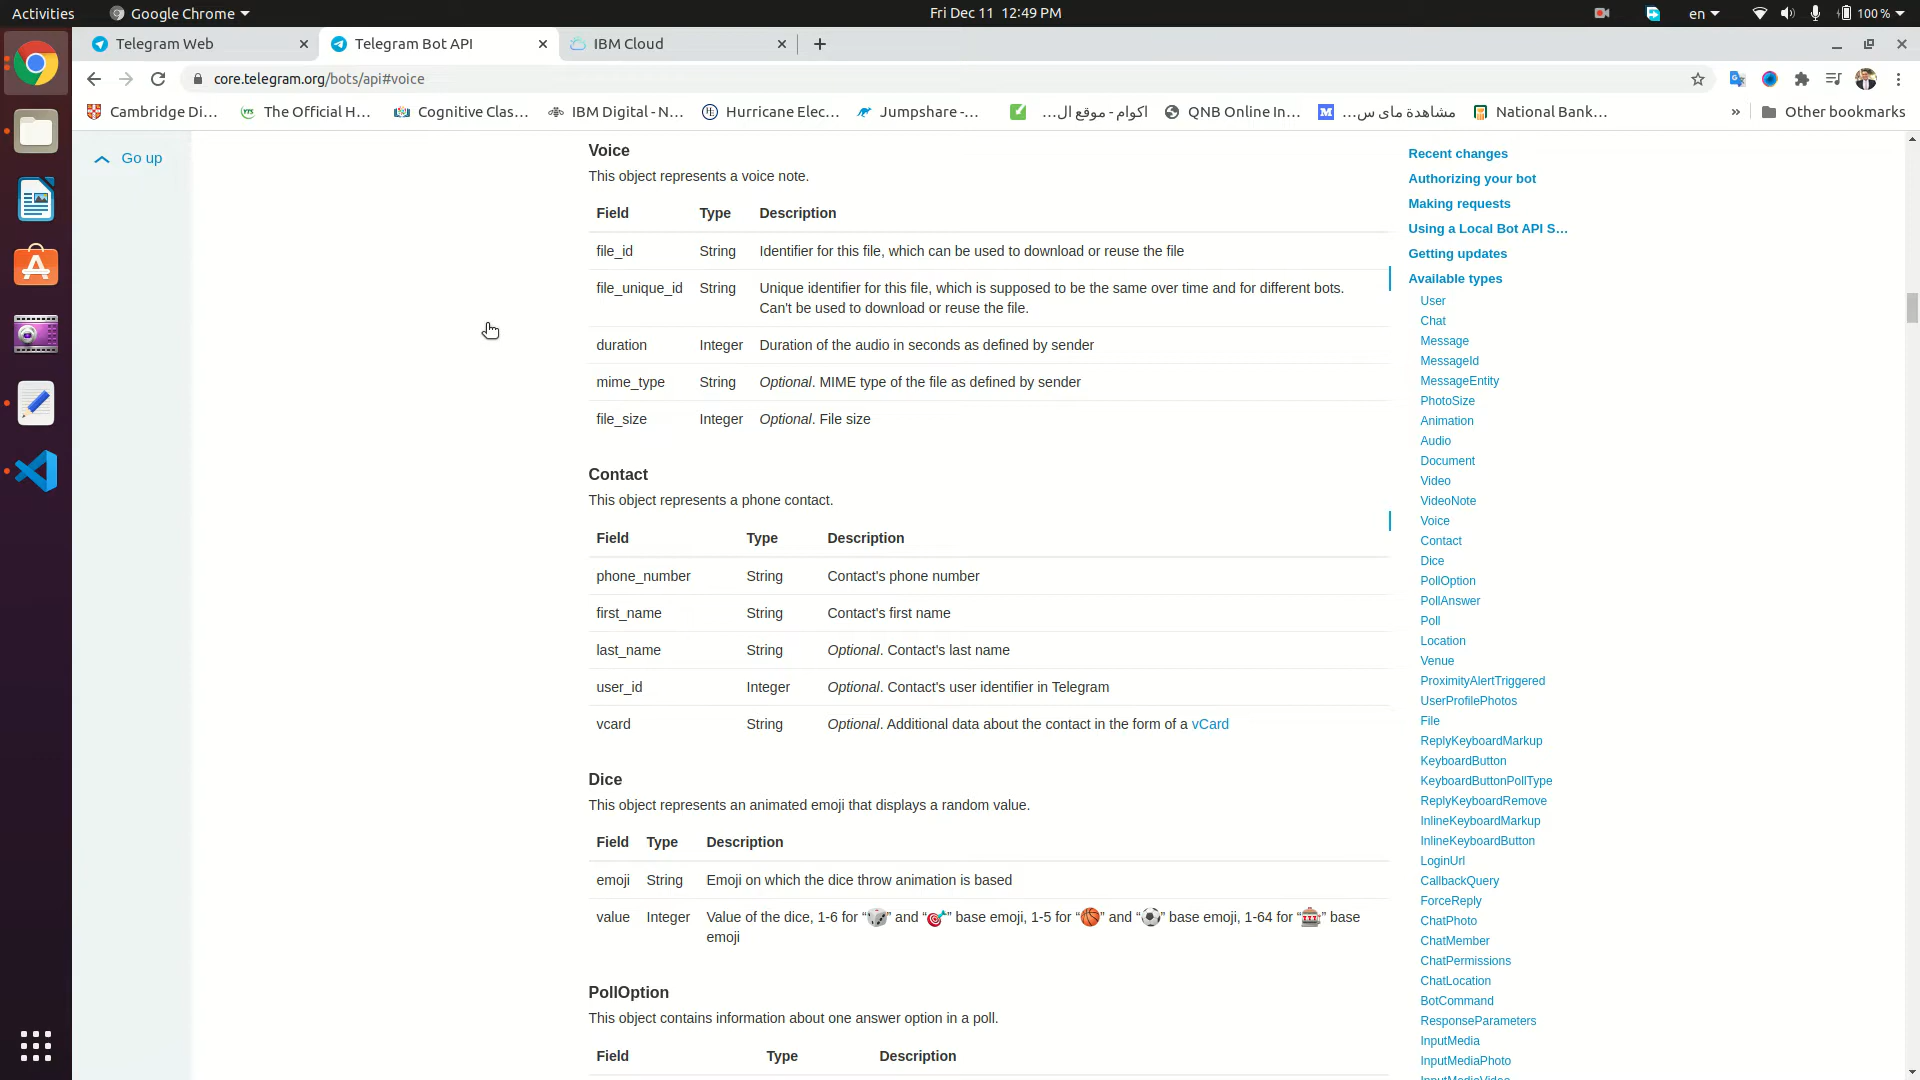 Activities
Google Chrome
Fri Dec 11 12:49 PM
en
100 %
Telegram Web
Telegram Bot API
IBM Cloud
core.telegram.org/bots/api#voice
Cambridge Di...
The Official H...
Cognitive Clas...
IBM Digital - N...
Hurricane Elec...
Jumpshare -...
اكوام - موقع ال...
QNB Online In...
مشاهدة ماى س...
National Bank...
»
Other bookmarks
Go up
Voice
This object represents a voice note.
Field Type Description
file_id String Identifier for this file, which can be used to download or reuse the file
file_unique_id String Unique identifier for this file, which is supposed to be the same over time and for different bots.
Can't be used to download or reuse the file.
duration Integer Duration of the audio in seconds as defined by sender
mime_type String Optional. MIME type of the file as defined by sender
file_size Integer Optional. File size
Contact
This object represents a phone contact.
Field Type Description
phone_number String Contact's phone number
first_name String Contact's first name
last_name String Optional. Contact's last name
user_id Integer Optional. Contact's user identifier in Telegram
vcard String Optional. Additional data about the contact in the form of a vCard
Dice
This object represents an animated emoji that displays a random value.
Field Type Description
emoji String Emoji on which the dice throw animation is based
value Integer Value of the dice, 1-6 for “🎲” and “🎯” base emoji, 1-5 for “🏀” and “⚽” base emoji, 1-64 for “🎰” base
emoji
PollOption
This object contains information about one answer option in a poll.
Field Type Description
Recent changes
Authorizing your bot
Making requests
Using a Local Bot API S...
Getting updates
Available types
User
Chat
Message
MessageId
MessageEntity
PhotoSize
Animation
Audio
Document
Video
VideoNote
Voice
Contact
Dice
PollOption
PollAnswer
Poll
Location
Venue
ProximityAlertTriggered
UserProfilePhotos
File
ReplyKeyboardMarkup
KeyboardButton
KeyboardButtonPollType
ReplyKeyboardRemove
InlineKeyboardMarkup
InlineKeyboardButton
LoginUrl
CallbackQuery
ForceReply
ChatPhoto
ChatMember
ChatPermissions
ChatLocation
BotCommand
ResponseParameters
InputMedia
InputMediaPhoto
InputMediaVideo